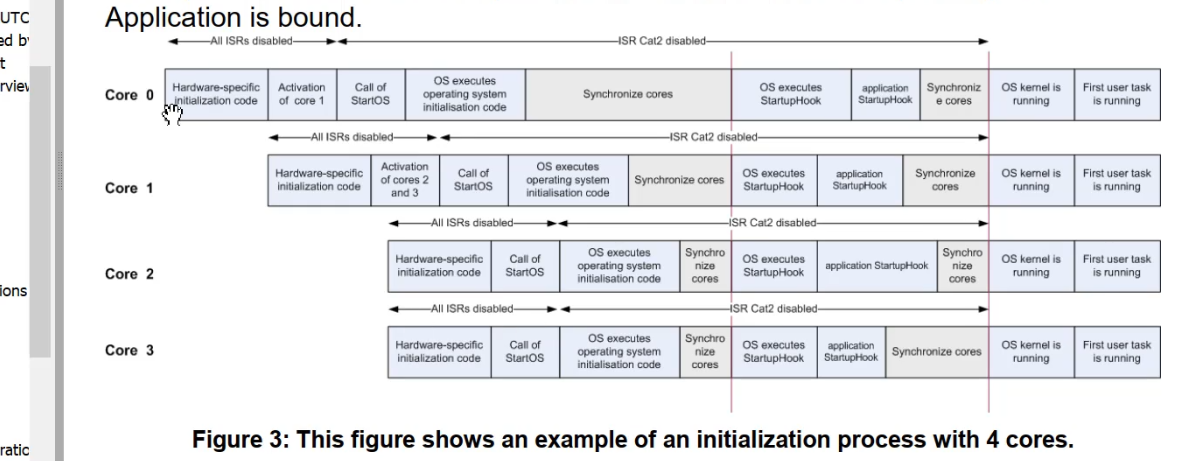 Application is bound.
UTC
ed b
t
rview
ions
ratic
All ISRs disabled
ISR Cat2 disabled
Core 0
Hardware-specific
initialization code
Activation
of core 1
Call of
StartOS
OS executes
operating system
initialisation code
Synchronize cores
OS executes
StartupHook
application
StartupHook
Synchroniz
e cores
OS kernel is
running
First user task
is running
All ISRs disabled
ISR Cat2 disabled
Core 1
Hardware-specific
initialization code
Activation
of cores 2
and 3
Call of
StartOS
OS executes
operating system
initialisation code
Synchronize cores
OS executes
StartupHook
application
StartupHook
Synchronize
cores
OS kernel is
running
First user task
is running
All ISRs disabled
ISR Cat2 disabled
Core 2
Hardware-specific
initialization code
Call of
StartOS
OS executes
operating system
initialisation code
Synchro
nize
cores
OS executes
StartupHook
application StartupHook
Synchro
nize
cores
OS kernel is
running
First user task
is running
All ISRs disabled
ISR Cat2 disabled
Core 3
Hardware-specific
initialization code
Call of
StartOS
OS executes
operating system
initialisation code
Synchro
nize
cores
OS executes
StartupHook
application
StartupHook
Synchronize cores
OS kernel is
running
First user task
is running
Figure 3: This figure shows an example of an initialization process with 4 cores.